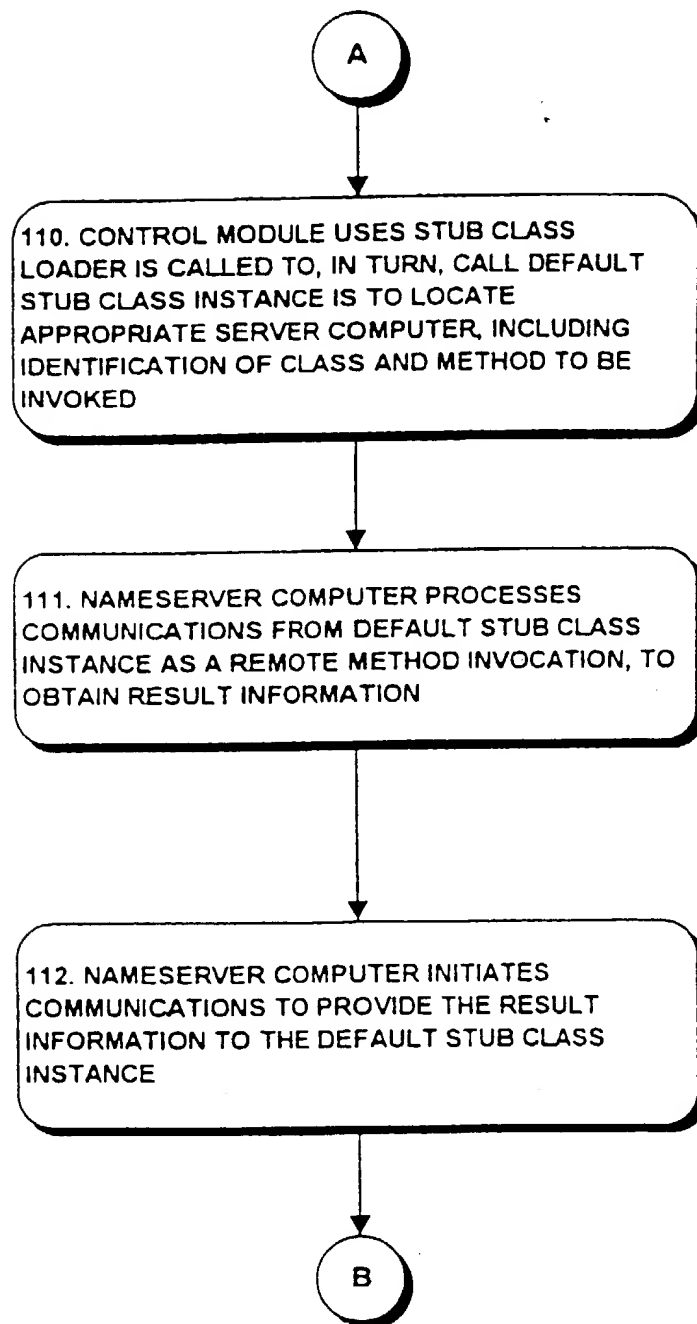 A
110. CONTROL MODULE USES STUB CLASS
LOADER IS CALLED TO, IN TURN, CALL DEFAULT
STUB CLASS INSTANCE IS TO LOCATE
APPROPRIATE SERVER COMPUTER, INCLUDING
IDENTIFICATION OF CLASS AND METHOD TO BE
INVOKED
111. NAMESERVER COMPUTER PROCESSES
COMMUNICATIONS FROM DEFAULT STUB CLASS
INSTANCE AS A REMOTE METHOD INVOCATION, TO
OBTAIN RESULT INFORMATION
112. NAMESERVER COMPUTER INITIATES
COMMUNICATIONS TO PROVIDE THE RESULT
INFORMATION TO THE DEFAULT STUB CLASS
INSTANCE
B